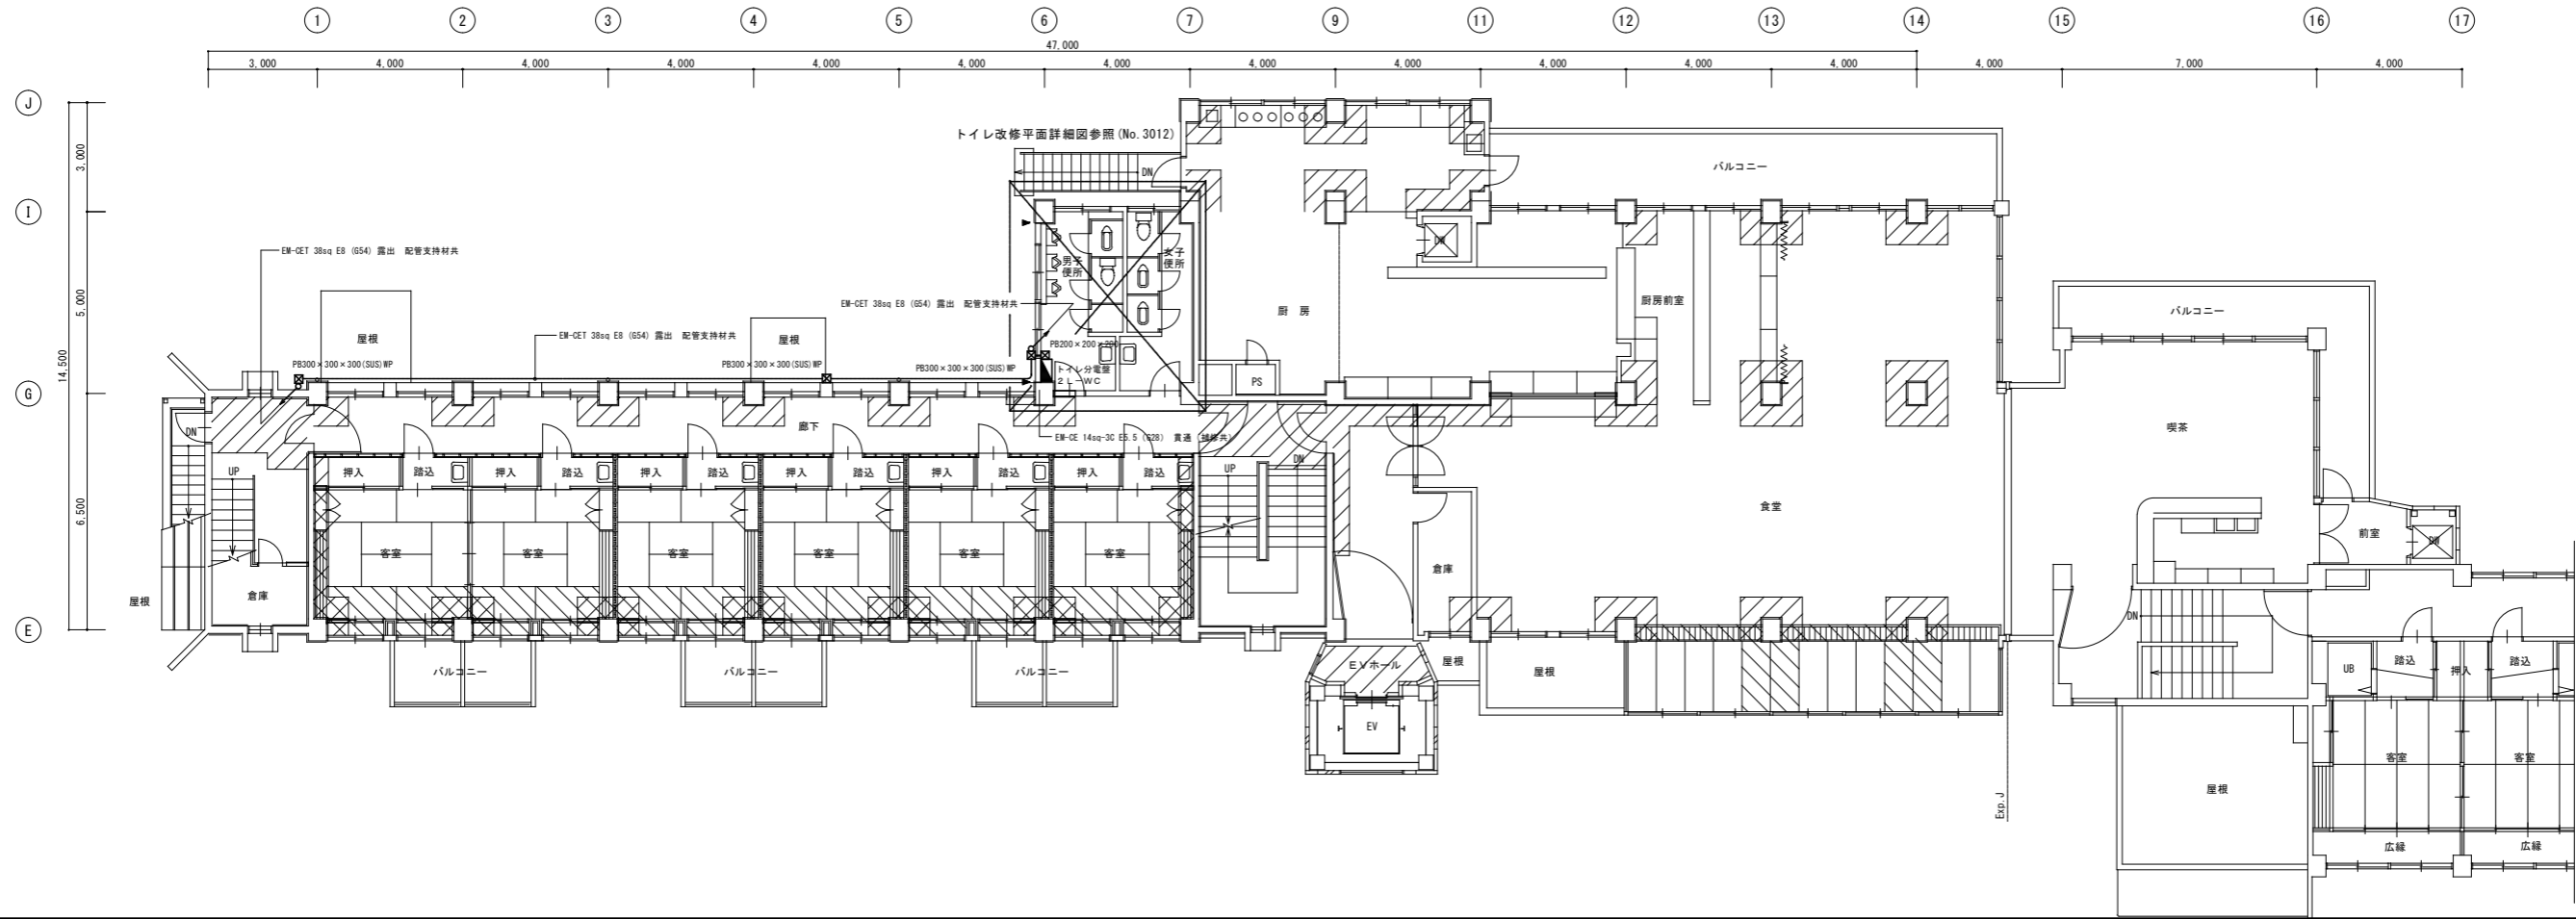 1 2 3 4 5 6 7 9 11 12 13 14 15 16 17
47,000
3,000 4,000 4,000 4,000 4,000 4,000 4,000 4,000 4,000 4,000 4,000 4,000 4,000 7,000 4,000
J
I
G
E
14,500
3,000
5,000
6,500
トイレ改修平面詳細図参照(No.3012)
DN
バルコニー
EM-CET 38sq E8 (G54) 露出 配管支持材共
男子
便所
女子
便所
DW
EM-CET 38sq E8 (G54) 露出 配管支持材共
厨房
厨房前室
バルコニー
屋根
EM-CET 38sq E8 (G54) 露出 配管支持材共
屋根
PB200×200×200
PB300×300×300(SUS)WP
PB300×300×300(SUS)WP
PB300×300×300(SUS)WP
トイレ分電盤
2L-WC
PS
DN
廊下
EM-CE 14sq-3C E5.5 (G28) 貫通 (補修共)
喫茶
UP
押入 踏込 押入 踏込 押入 踏込 押入 踏込 押入 踏込 押入 踏込
UP
DN
食堂
客室 客室 客室 客室 客室 客室
前室
DW
倉庫
倉庫
屋根
DN
バルコニー
バルコニー
バルコニー
EVホール
屋根
屋根
UB
踏込
押入
踏込
EV
客室
客室
屋根
Exp.J
広縁
広縁